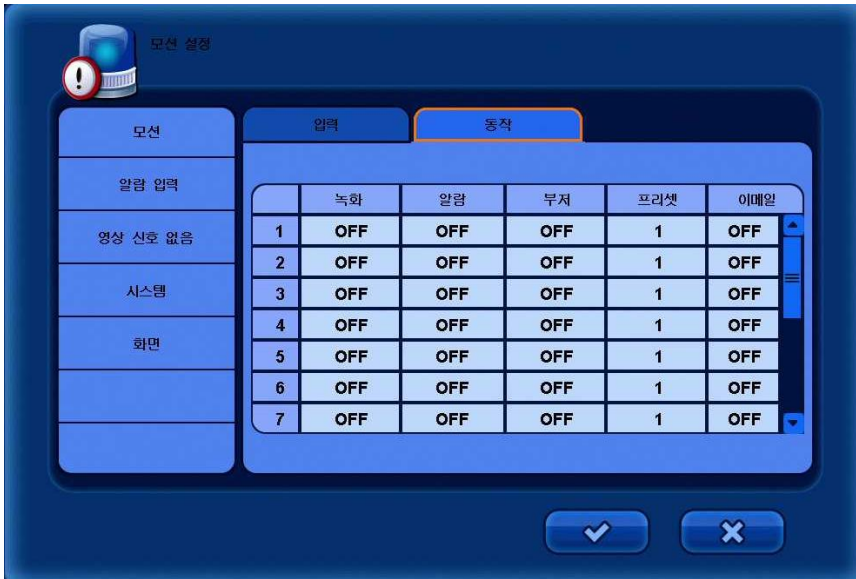 모션 설정
모션
알람 입력
영상 신호 없음
시스템
화면
입력 동작
녹화 알람 부저 프리셋 이메일
1 OFF OFF OFF 1 OFF
2 OFF OFF OFF 1 OFF
3 OFF OFF OFF 1 OFF
4 OFF OFF OFF 1 OFF
5 OFF OFF OFF 1 OFF
6 OFF OFF OFF 1 OFF
7 OFF OFF OFF 1 OFF